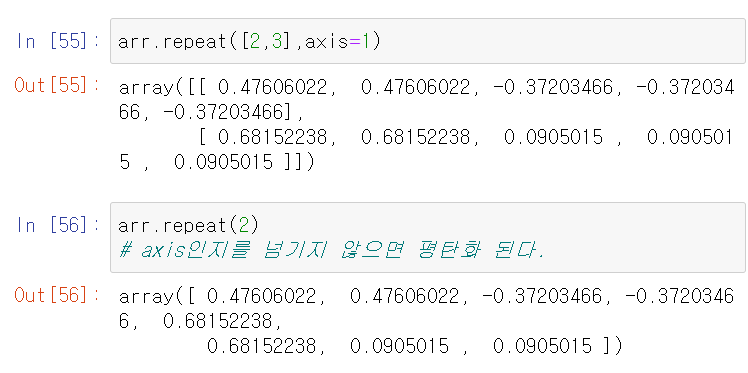 In [55]: arr.repeat([2,3],axis=1)
Out[55]: array([[ 0.47606022,  0.47606022, -0.37203466, -0.372034
66, -0.37203466],
       [ 0.68152238,  0.68152238,  0.0905015 ,  0.090501
5 ,  0.0905015 ]])
In [56]: arr.repeat(2)
# axis인지를 넘기지 않으면 평탄화 된다.
Out[56]: array([ 0.47606022,  0.47606022, -0.37203466, -0.3720346
6,  0.68152238,
        0.68152238,  0.0905015 ,  0.0905015 ])